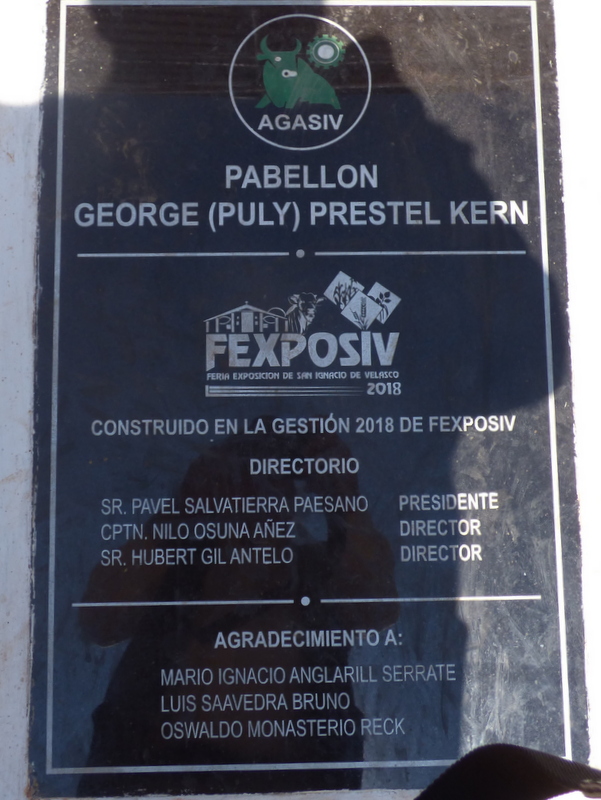 AGASIV
PABELLON
GEORGE (PULY) PRESTEL KERN
FEXPOSIV
FERIA EXPOSICION DE SAN IGNACIO DE VELASCO
2018
CONSTRUIDO EN LA GESTIÓN 2018 DE FEXPOSIV
DIRECTORIO
SR. PAVEL SALVATIERRA PAESANO PRESIDENTE
CPTN. NILO OSUNA AÑEZ DIRECTOR
SR. HUBERT GIL ANTELO DIRECTOR
AGRADECIMIENTO A:
MARIO IGNACIO ANGLARILL SERRATE
LUIS SAAVEDRA BRUNO
OSWALDO MONASTERIO RECK